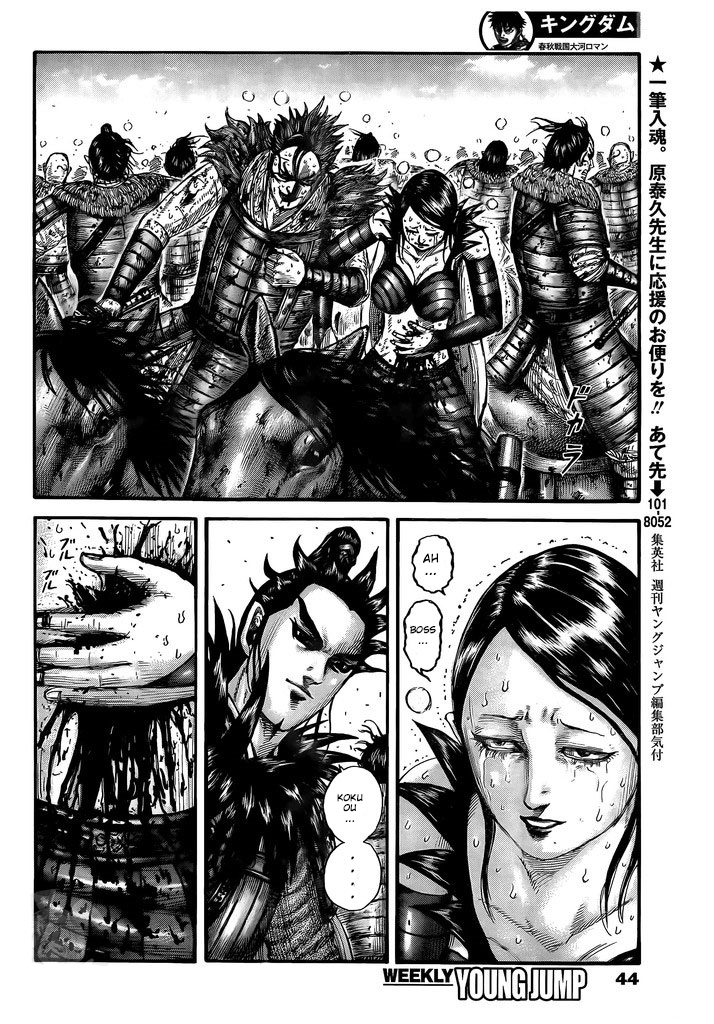 キングダム
春秋戦国大河ロマン
★一筆入魂。原泰久先生に応援のお便りを!! あて先➡101-8052 集英社 週刊ヤングジャンプ編集部気付
ドカラ
AH
...
BOSS
...
KOKU
OU
...
....
ブル
ブル
WEEKLY YOUNG JUMP 44